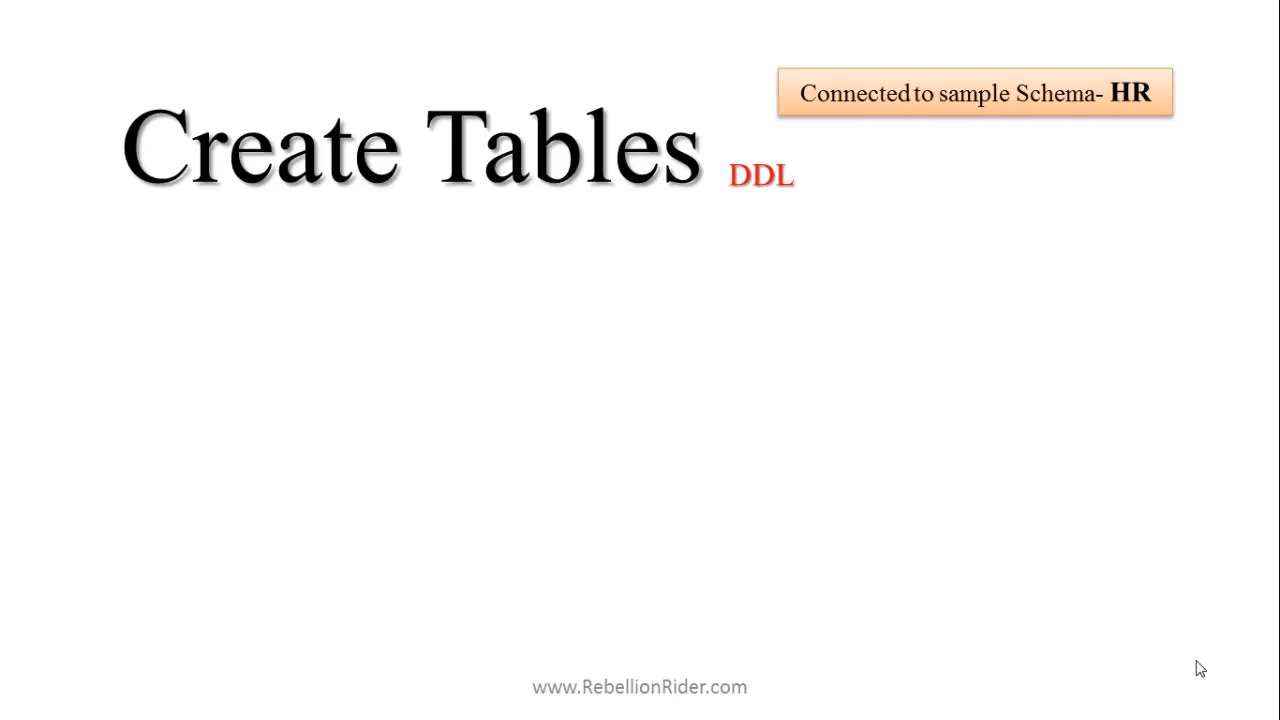 Connected to sample Schema- HR
Create Tables DDL
www.RebellionRider.com